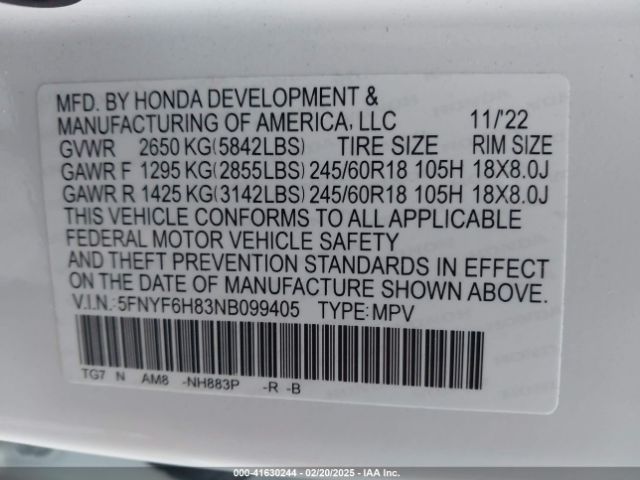 MFD. BY HONDA DEVELOPMENT &
MANUFACTURING OF AMERICA, LLC 11/'22
GVWR 2650 KG(5842LBS) TIRE SIZE RIM SIZE
GAWR F 1295 KG(2855LBS) 245/60R18 105H 18X8.0J
GAWR R 1425 KG(3142LBS) 245/60R18 105H 18X8.0J
THIS VEHICLE CONFORMS TO ALL APPLICABLE
FEDERAL MOTOR VEHICLE SAFETY
AND THEFT PREVENTION STANDARDS IN EFFECT
ON THE DATE OF MANUFACTURE SHOWN ABOVE.
V.I.N.:5FNYF6H83NB099405 TYPE:MPV
TG7 N AM8 -NH883P -R -B
000-41630244 - 02/20/2025 - IAA Inc.